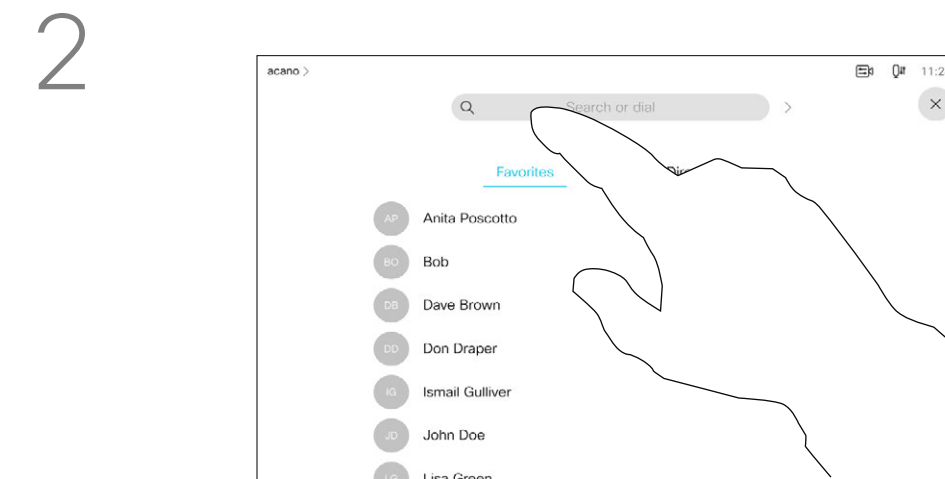 2
acano >
11:2
Search or dial
Favorites
AP Anita Poscotto
BO Bob
DB Dave Brown
DD Don Draper
IG Ismail Gulliver
JD John Doe
LG Lisa Green